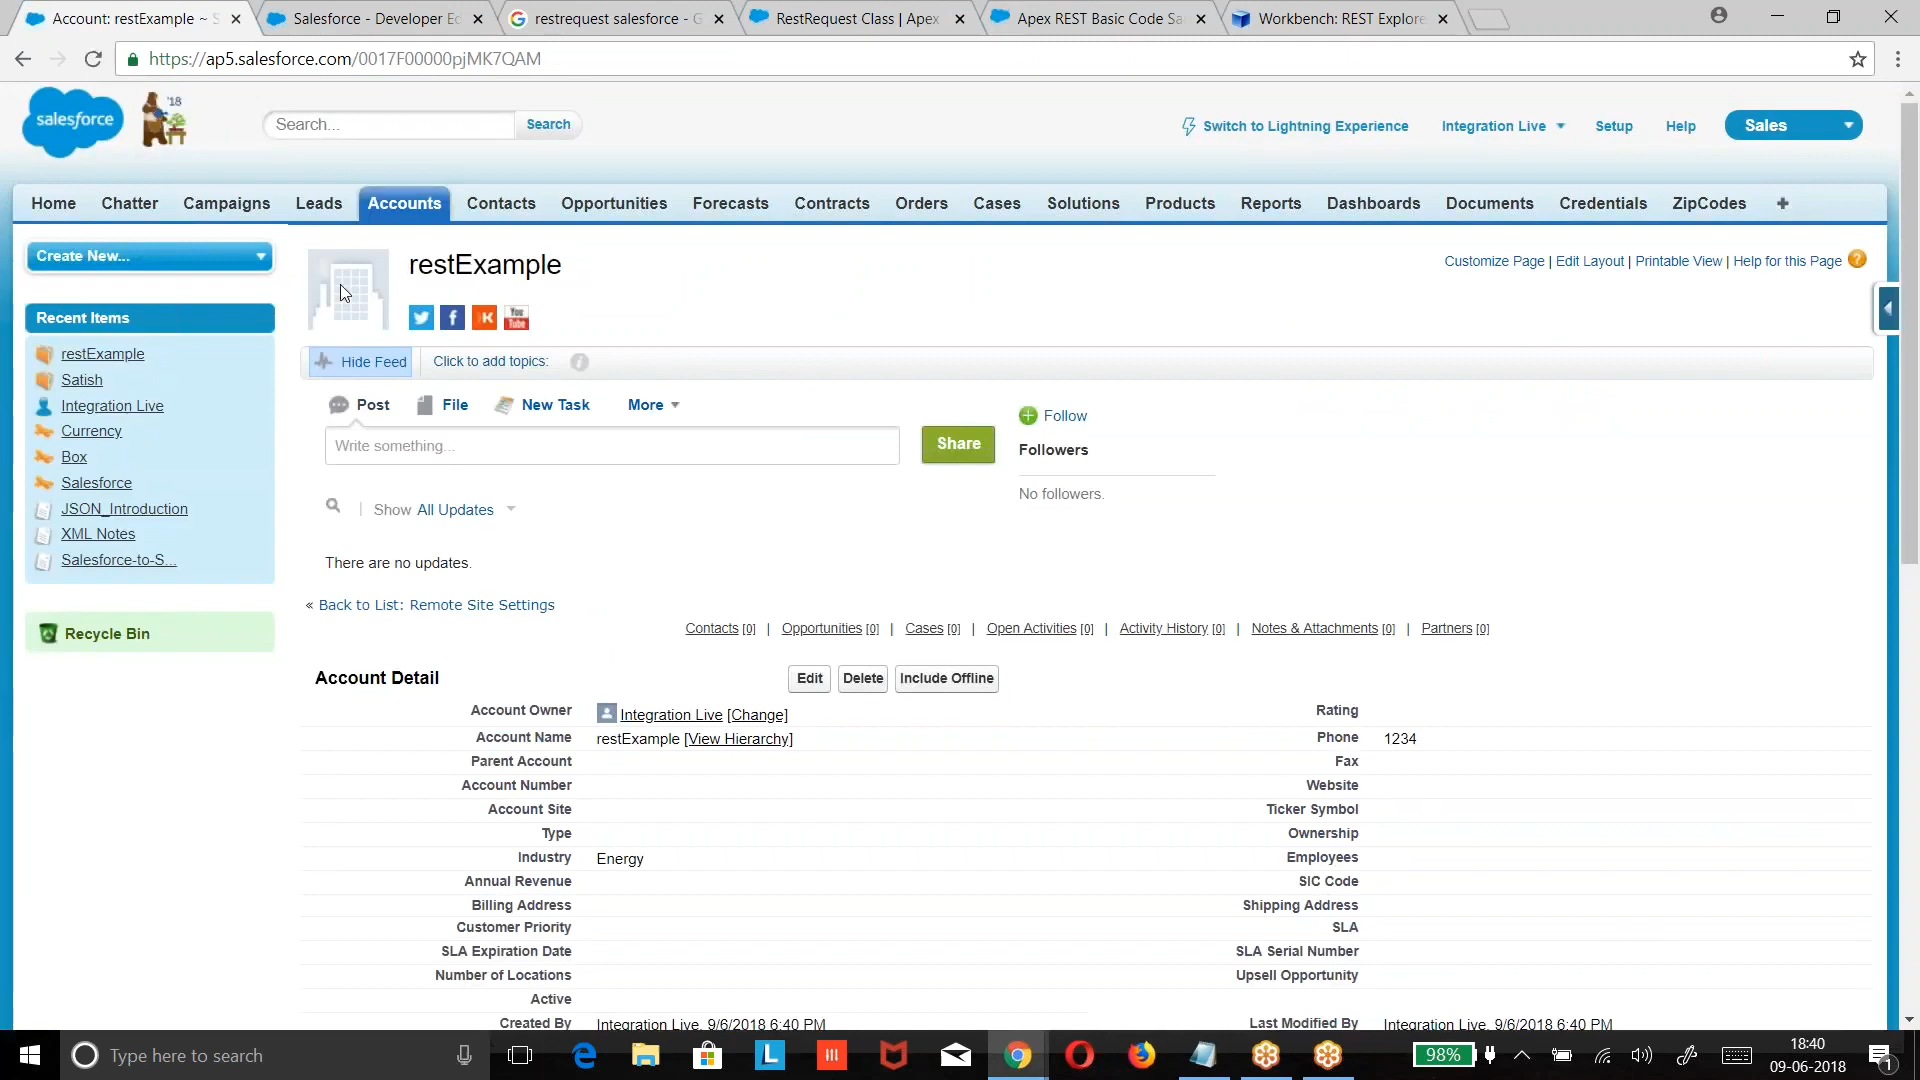 Account: restExample ~ S
Salesforce - Developer Ec
restrequest salesforce - G
RestRequest Class | Apex
Apex REST Basic Code Sa
Workbench: REST Explore
https://ap5.salesforce.com/0017F00000pjMK7QAM
salesforce
'18
Search...
Search
Switch to Lightning Experience
Integration Live
Setup
Help
Sales
Home
Chatter
Campaigns
Leads
Accounts
Contacts
Opportunities
Forecasts
Contracts
Orders
Cases
Solutions
Products
Reports
Dashboards
Documents
Credentials
ZipCodes
+
Create New...
restExample
Customize Page | Edit Layout | Printable View | Help for this Page ?
You Tube
Recent Items
restExample
Satish
Integration Live
Currency
Box
Salesforce
JSON_Introduction
XML Notes
Salesforce-to-S...
Recycle Bin
Hide Feed
Click to add topics:
Post
File
New Task
More
Write something...
Share
Follow
Followers
No followers.
Show All Updates
There are no updates.
« Back to List: Remote Site Settings
Contacts [0] | Opportunities [0] | Cases [0] | Open Activities [0] | Activity History [0] | Notes & Attachments [0] | Partners [0]
Account Detail
Edit
Delete
Include Offline
Account Owner Integration Live [Change]
Rating
Account Name restExample [View Hierarchy]
Phone 1234
Parent Account
Fax
Account Number
Website
Account Site
Ticker Symbol
Type
Ownership
Industry Energy
Employees
Annual Revenue
SIC Code
Billing Address
Shipping Address
Customer Priority
SLA
SLA Expiration Date
SLA Serial Number
Number of Locations
Upsell Opportunity
Active
Created By Integration Live, 9/6/2018 6:40 PM
Last Modified By Integration Live, 9/6/2018 6:40 PM
Type here to search
98%
18:40
09-06-2018
1